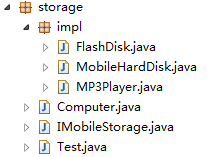 storage
impl
FlashDisk.java
MobileHardDisk.java
MP3Player.java
Computer.java
IMobileStorage.java
Test.java